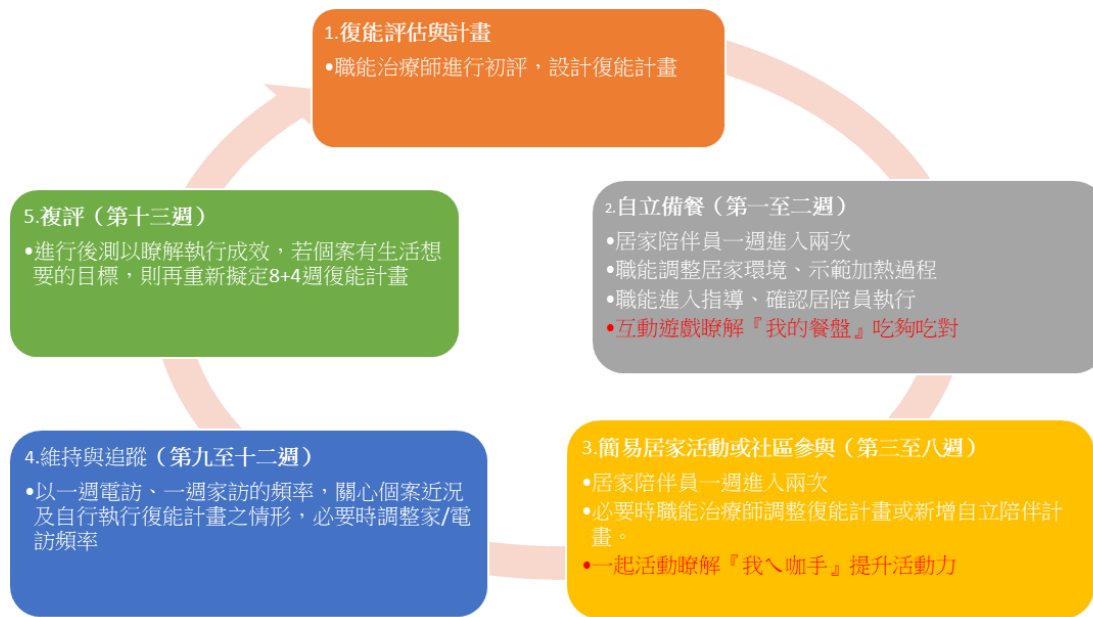 1.復能評估與計畫
•職能治療師進行初評，設計復能計畫
2.自立備餐（第一至二週）
•居家陪伴員一週進入兩次
•職能調整居家環境、示範加熱過程
•職能進入指導、確認居陪員執行
•互動遊戲瞭解『我的餐盤』吃夠吃對
3.簡易居家活動或社區參與（第三至八週）
•居家陪伴員一週進入兩次
•必要時職能治療師調整復能計畫或新增自立陪伴計
畫。
•一起活動瞭解『我ㄟ咖手』提升活動力
4.維持與追蹤（第九至十二週）
•以一週電訪、一週家訪的頻率，關心個案近況
及自行執行復能計畫之情形，必要時調整家/電
訪頻率
5.複評（第十三週）
•進行後測以瞭解執行成效，若個案有生活想
要的目標，則再重新擬定8+4週復能計畫